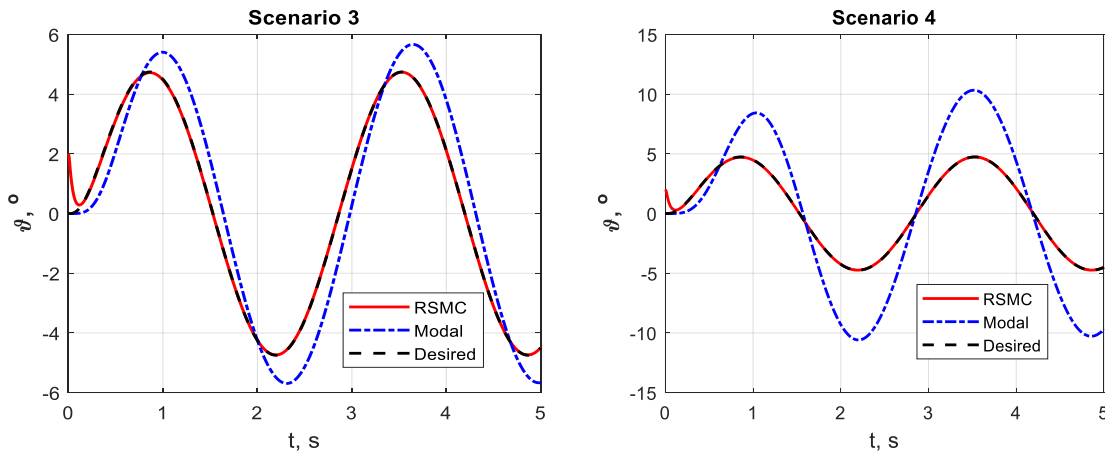 Scenario 3
6
4
2
0
-2
-4
-6
ϑ, °
0 1 2 3 4 5
t, s
RSMC
Modal
Desired
Scenario 4
15
10
5
0
-5
-10
-15
ϑ, °
0 1 2 3 4 5
t, s
RSMC
Modal
Desired